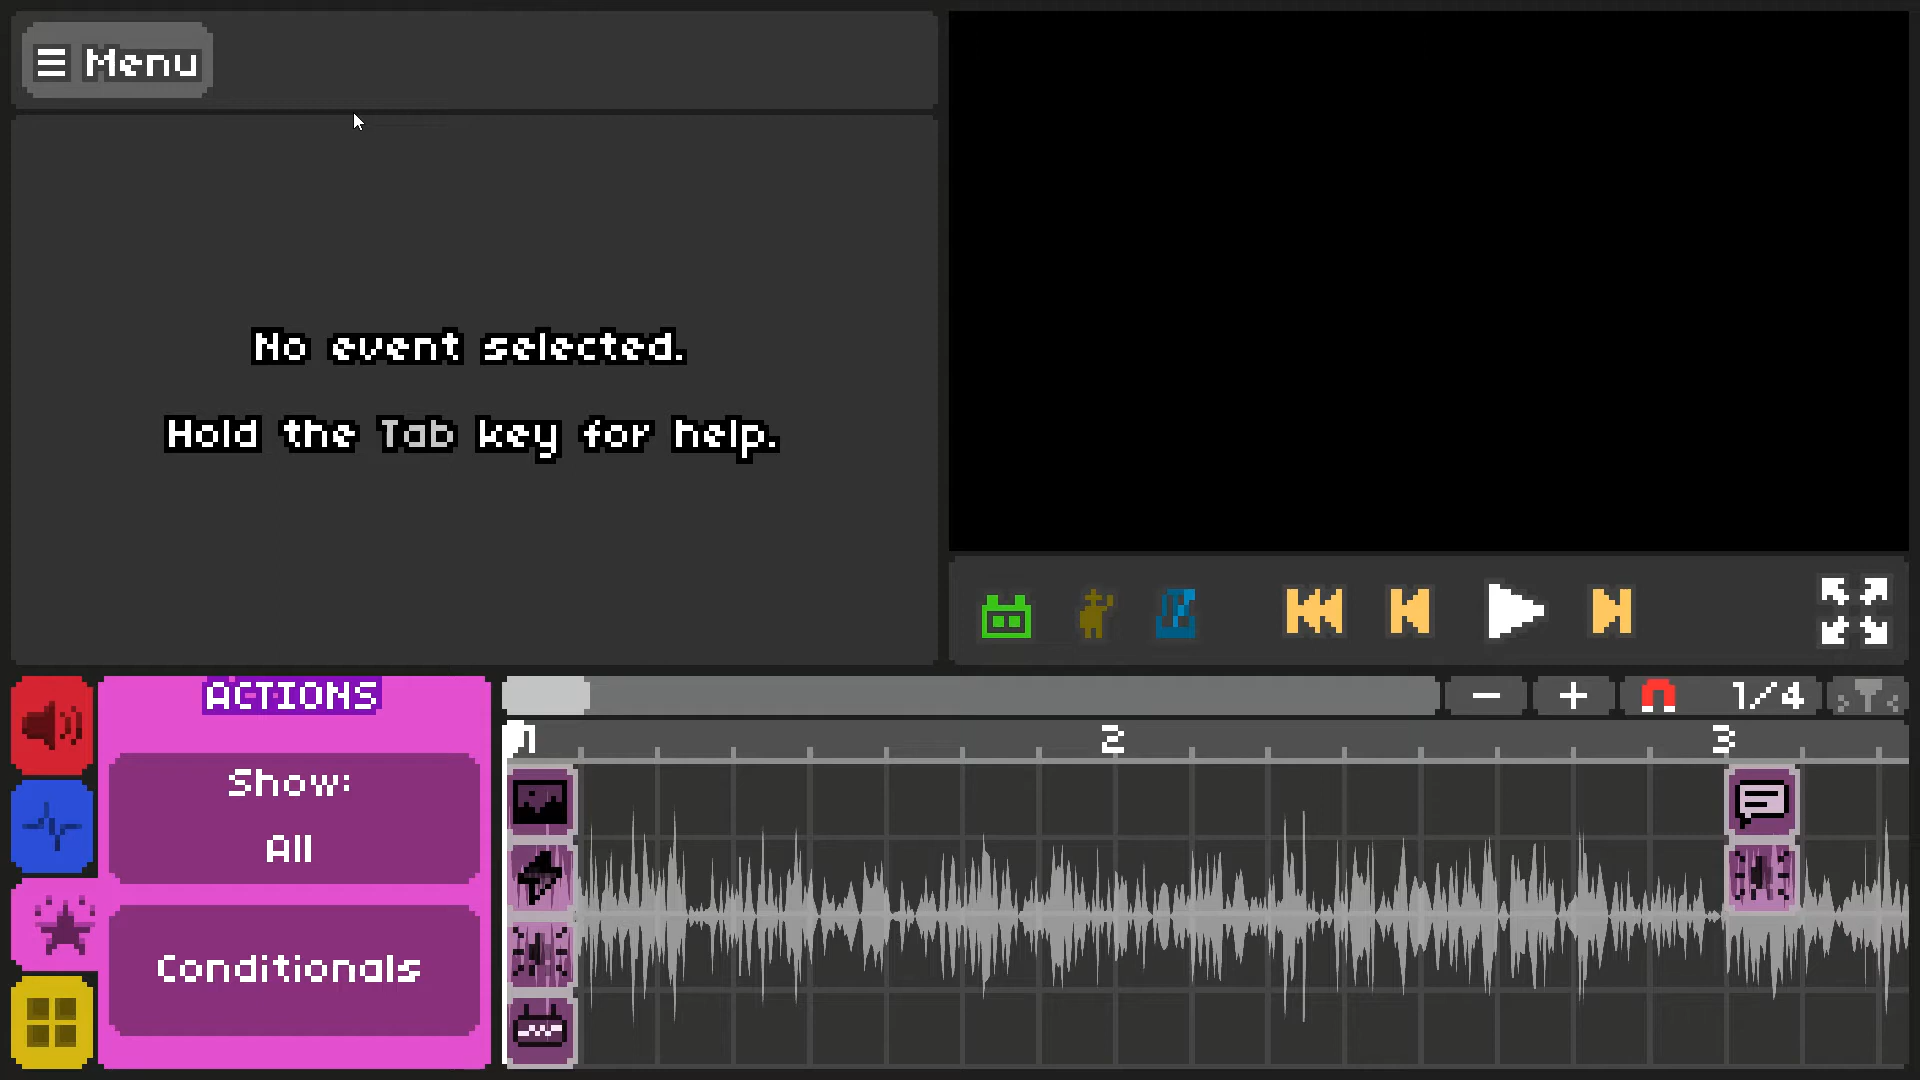 Menu
No event selected.
Hold the Tab key for help.
ACTIONS
Show:
All
Conditionals
1/4
1
2
3